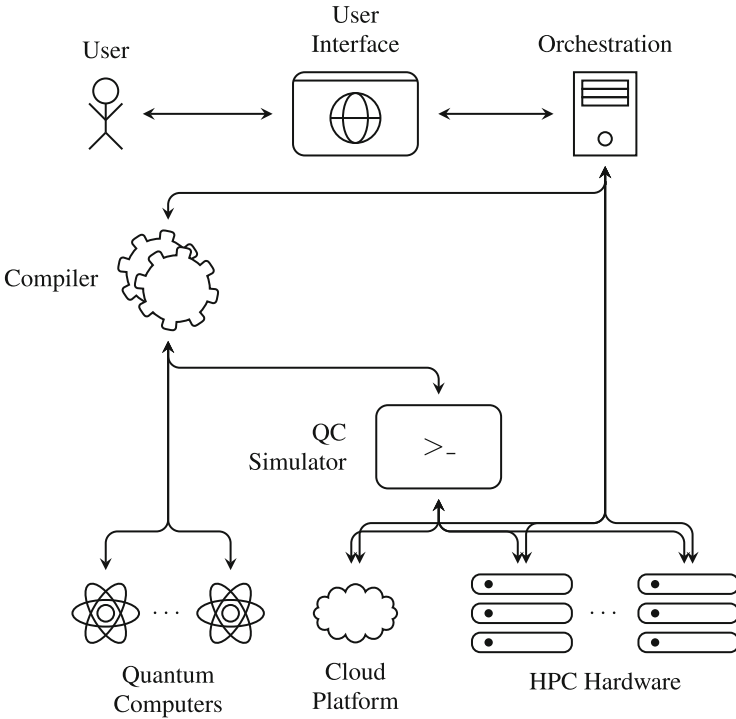 User
User
Interface
Orchestration
Compiler
QC
Simulator
>_
. . .
. . .
Quantum
Computers
Cloud
Platform
HPC Hardware